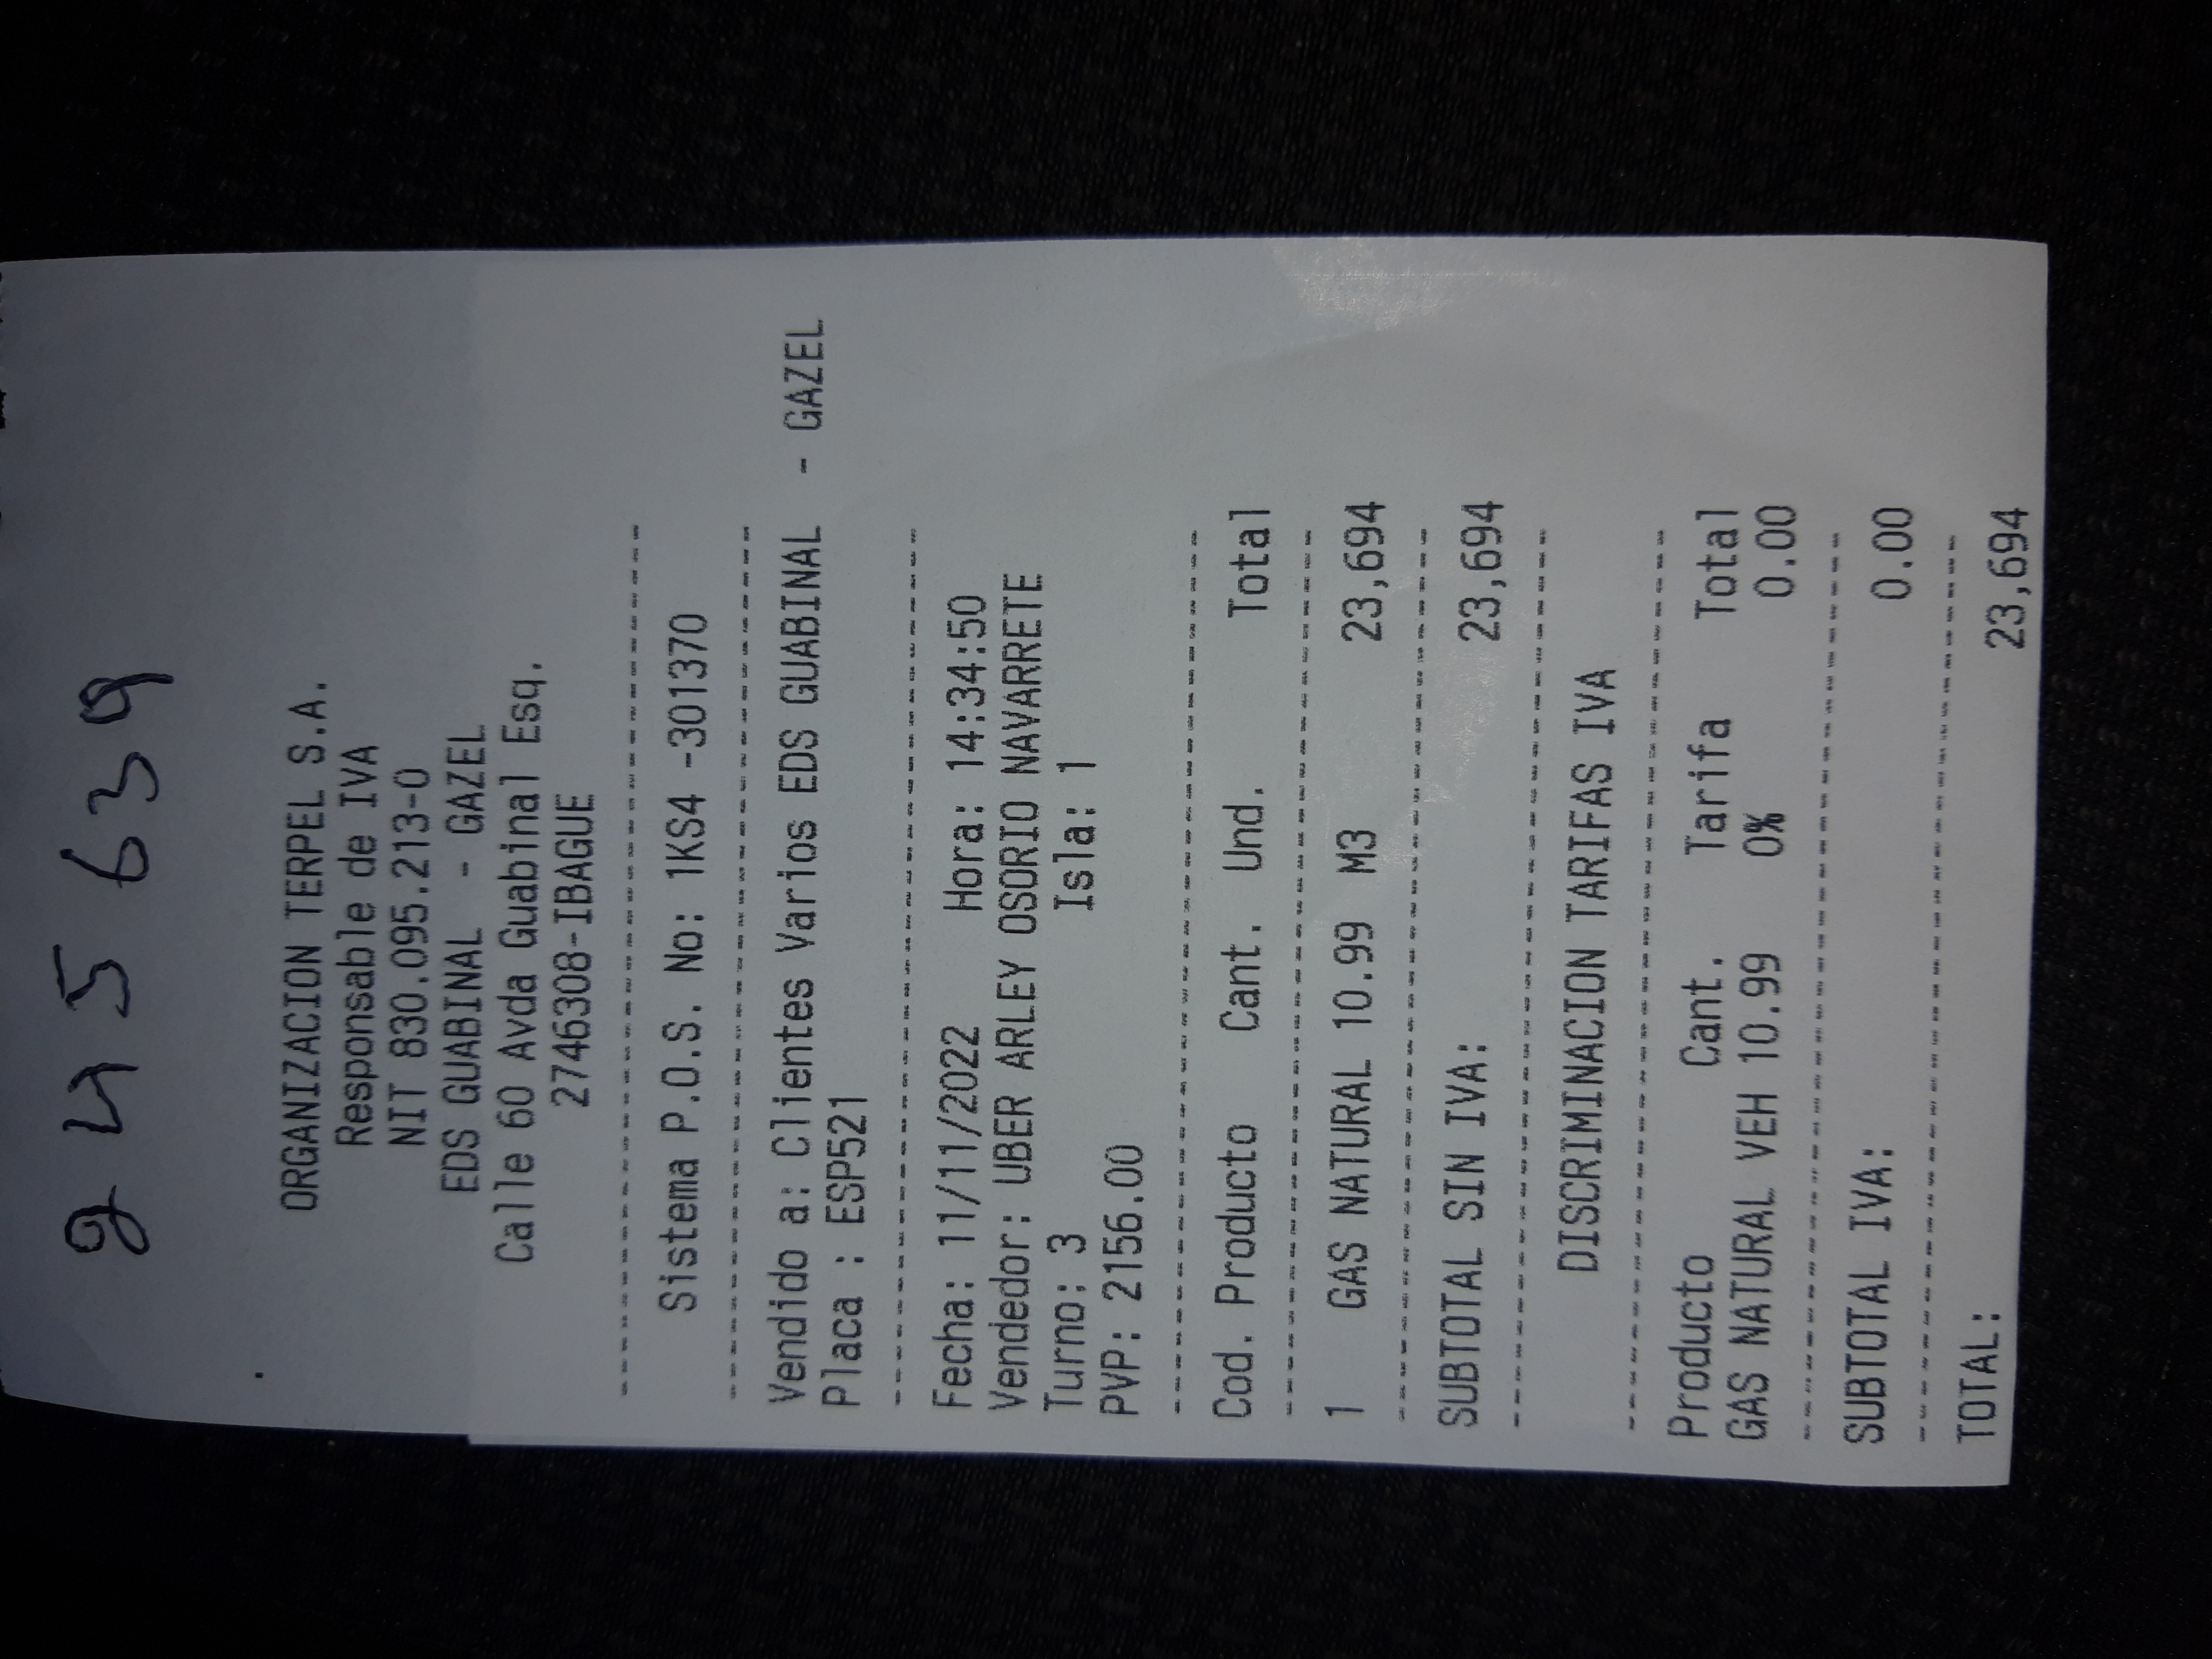 245639
ORGANIZACION TERPEL S.A.
Responsable de IVA
NIT 830.095.213-0
EDS GUABINAL - GAZEL
Calle 60 Avda Guabinal Esq.
2746308-IBAGUE
Sistema P.O.S. No: 1KS4 -301370
Vendido a: Clientes Varios EDS GUABINAL - GAZEL
Placa : ESP521
Fecha: 11/11/2022 Hora: 14:34:50
Vendedor: UBER ARLEY OSORIO NAVARRETE
Turno: 3 Isla: 1
PVP: 2156.00
Cod. Producto Cant. Und. Total
1 GAS NATURAL 10.99 M3 23,694
SUBTOTAL SIN IVA: 23,694
DISCRIMINACION TARIFAS IVA
Producto Cant. Tarifa Total
GAS NATURAL VEH 10.99 0% 0.00
SUBTOTAL IVA: 0.00
TOTAL: 23,694